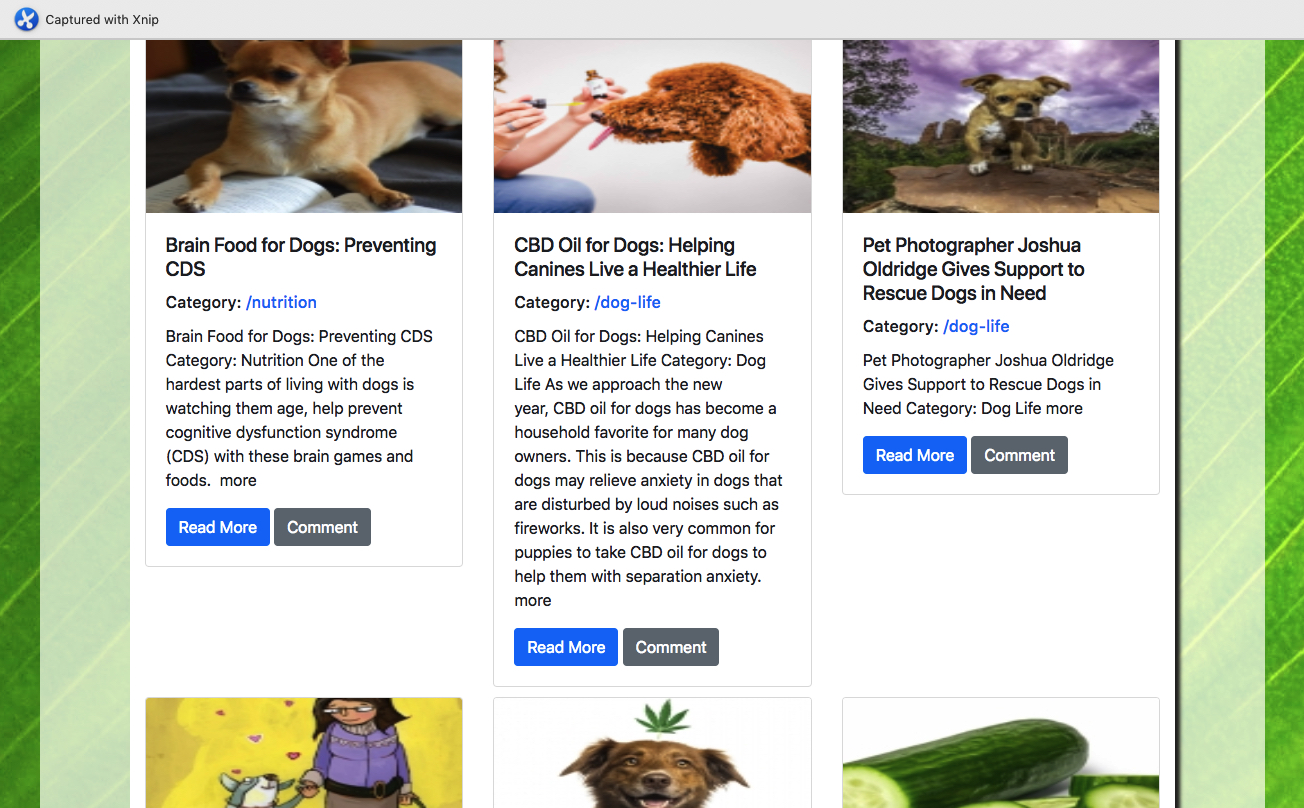 Captured with Xnip
Brain Food for Dogs: Preventing
CDS
Category: /nutrition
Brain Food for Dogs: Preventing CDS
Category: Nutrition One of the
hardest parts of living with dogs is
watching them age, help prevent
cognitive dysfunction syndrome
(CDS) with these brain games and
foods.  more
Read More
Comment
CBD Oil for Dogs: Helping
Canines Live a Healthier Life
Category: /dog-life
CBD Oil for Dogs: Helping Canines
Live a Healthier Life Category: Dog
Life As we approach the new
year, CBD oil for dogs has become a
household favorite for many dog
owners. This is because CBD oil for
dogs may relieve anxiety in dogs that
are disturbed by loud noises such as
fireworks. It is also very common for
puppies to take CBD oil for dogs to
help them with separation anxiety.
more
Read More
Comment
Pet Photographer Joshua
Oldridge Gives Support to
Rescue Dogs in Need
Category: /dog-life
Pet Photographer Joshua Oldridge
Gives Support to Rescue Dogs in
Need Category: Dog Life more
Read More
Comment